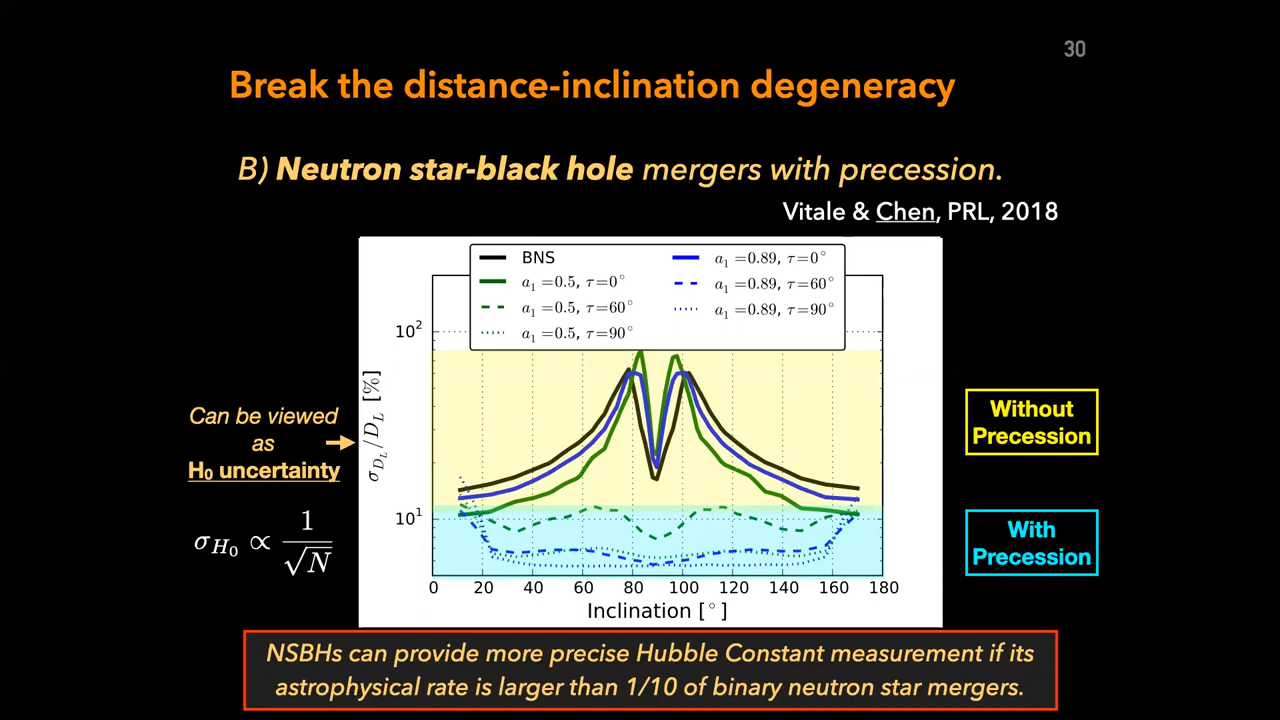 30
Break the distance-inclination degeneracy
B) Neutron star-black hole mergers with precession.
Vitale & Chen, PRL, 2018
BNS
a₁ =0.5, τ=0°
a₁ =0.5, τ=60°
a₁ =0.5, τ=90°
a₁ =0.89, τ=0°
a₁ =0.89, τ=60°
a₁ =0.89, τ=90°
10²
10¹
σ_{D_L}/D_L [%]
0 20 40 60 80 100 120 140 160 180
Inclination [°]
Can be viewed
as
H₀ uncertainty
σ_{H₀} ∝ 1/√N
Without
Precession
With
Precession
NSBHs can provide more precise Hubble Constant measurement if its
astrophysical rate is larger than 1/10 of binary neutron star mergers.